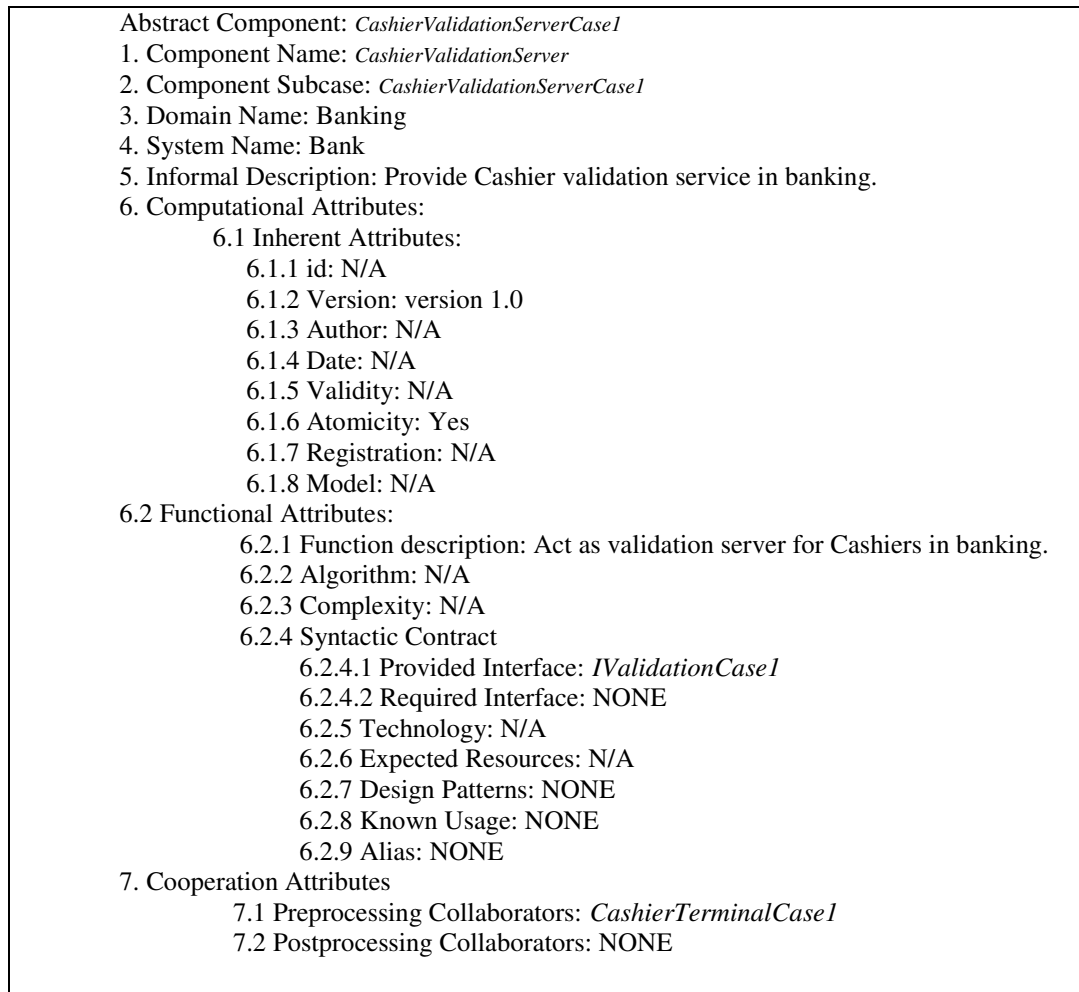 Abstract Component: CashierValidationServerCase1
1. Component Name: CashierValidationServer
2. Component Subcase: CashierValidationServerCase1
3. Domain Name: Banking
4. System Name: Bank
5. Informal Description: Provide Cashier validation service in banking.
6. Computational Attributes:
6.1 Inherent Attributes:
6.1.1 id: N/A
6.1.2 Version: version 1.0
6.1.3 Author: N/A
6.1.4 Date: N/A
6.1.5 Validity: N/A
6.1.6 Atomicity: Yes
6.1.7 Registration: N/A
6.1.8 Model: N/A
6.2 Functional Attributes:
6.2.1 Function description: Act as validation server for Cashiers in banking.
6.2.2 Algorithm: N/A
6.2.3 Complexity: N/A
6.2.4 Syntactic Contract
6.2.4.1 Provided Interface: IValidationCase1
6.2.4.2 Required Interface: NONE
6.2.5 Technology: N/A
6.2.6 Expected Resources: N/A
6.2.7 Design Patterns: NONE
6.2.8 Known Usage: NONE
6.2.9 Alias: NONE
7. Cooperation Attributes
7.1 Preprocessing Collaborators: CashierTerminalCase1
7.2 Postprocessing Collaborators: NONE